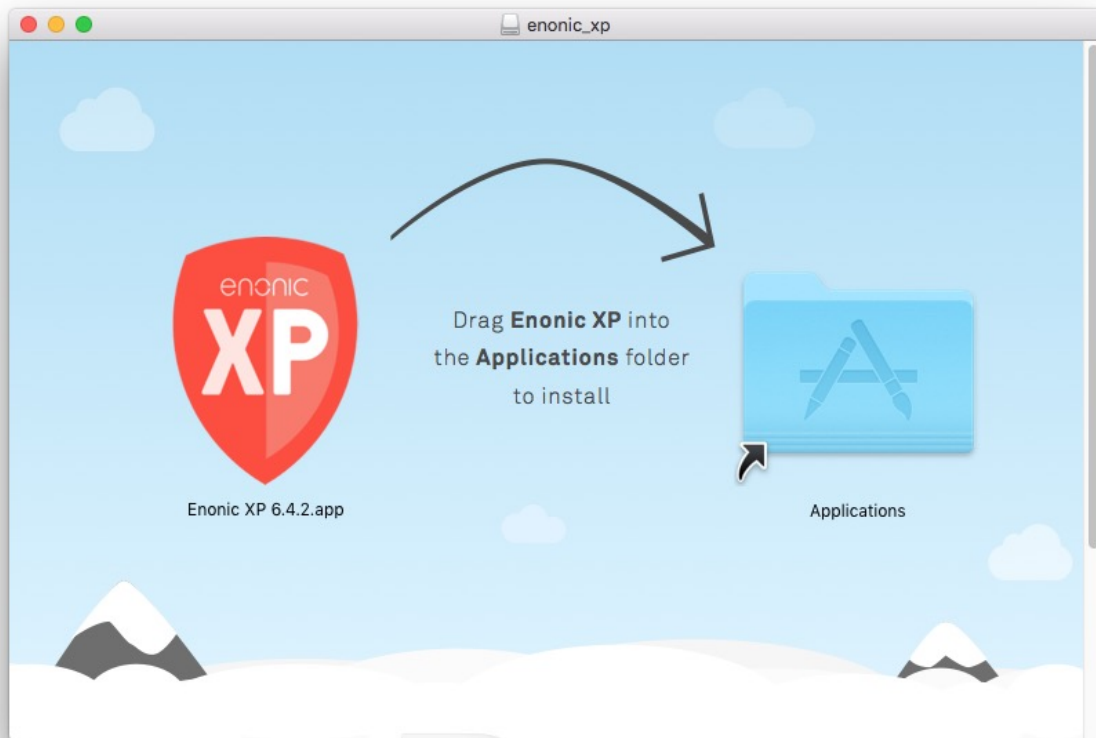 enonic_xp
enonic
XP
Drag Enonic XP into
the Applications folder
to install
Enonic XP 6.4.2.app
Applications